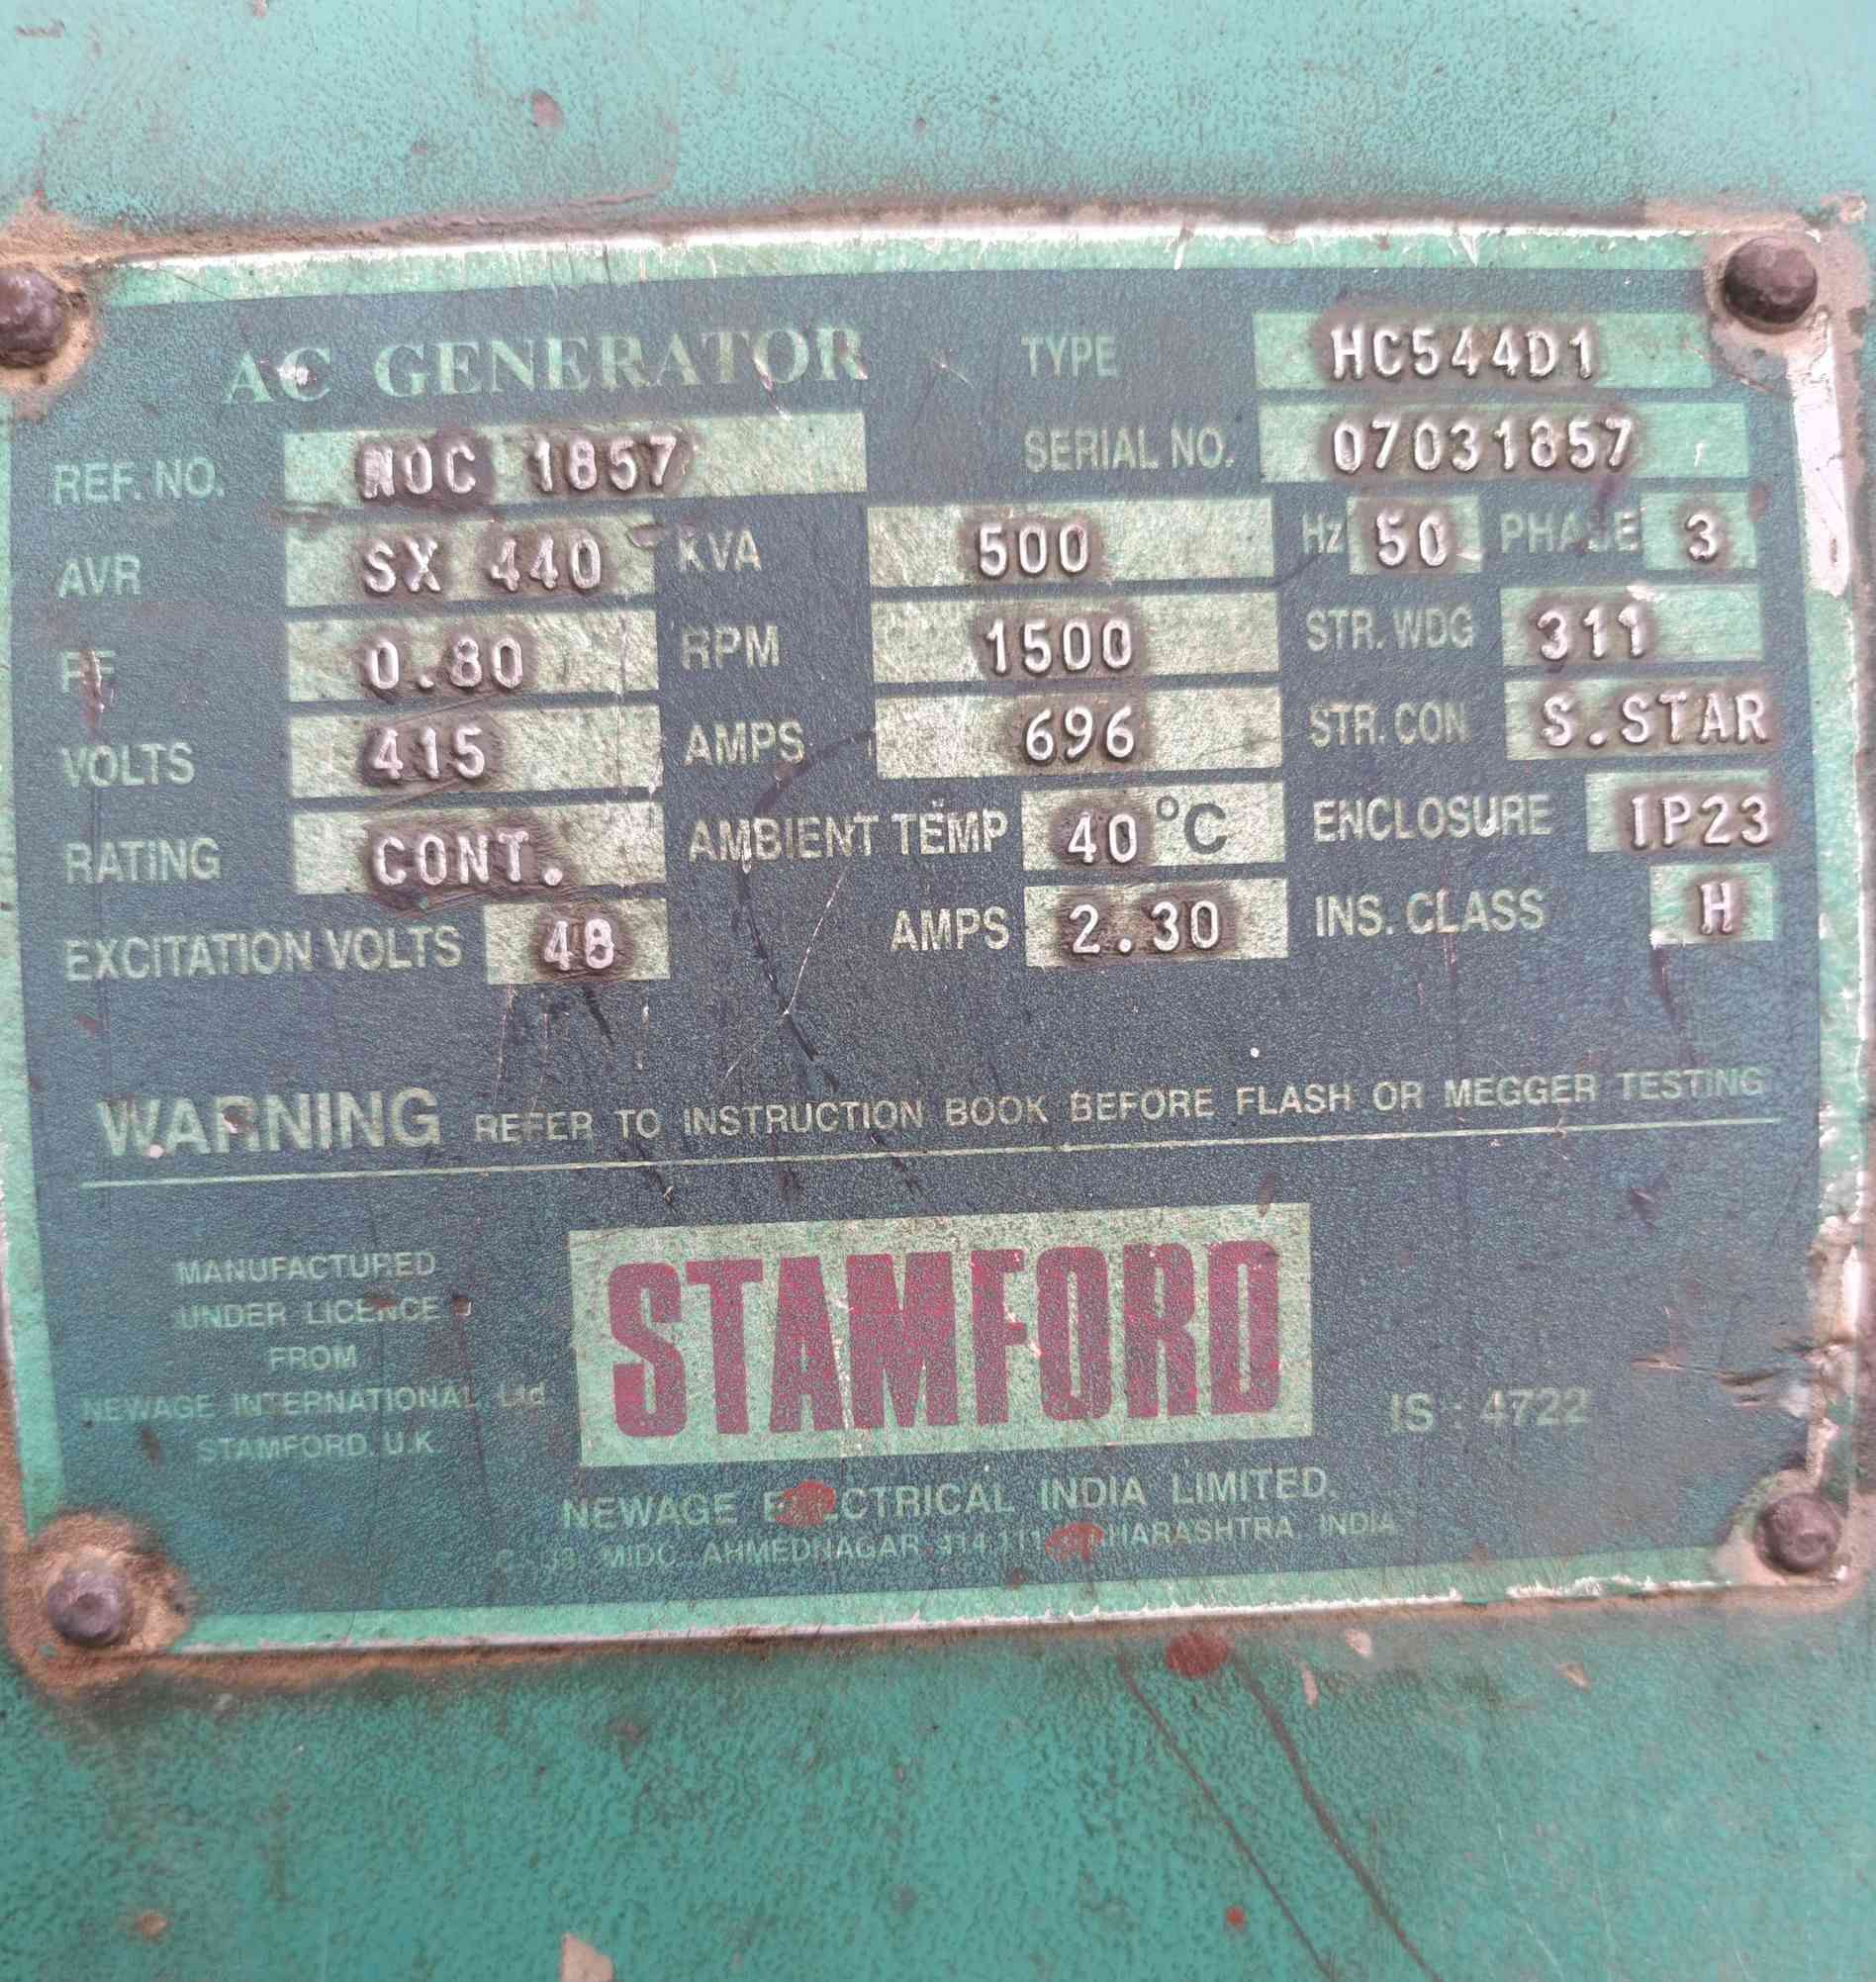 AC GENERATOR TYPE HC544D1
REF. NO. NOC 1857 SERIAL NO. 07031857
AVR SX 440 KVA 500 Hz 50 PHASE 3
PF 0.80 RPM 1500 STR. WDG 311
VOLTS 415 AMPS 696 STR. CON S.STAR
RATING CONT. AMBIENT TEMP 40 °C ENCLOSURE IP23
EXCITATION VOLTS 48 AMPS 2.30 INS. CLASS H
WARNING REFER TO INSTRUCTION BOOK BEFORE FLASH OR MEGGER TESTING
MANUFACTURED
UNDER LICENCE
FROM
NEWAGE INTERNATIONAL Ltd
STAMFORD U.K.
STAMFORD
IS : 4722
NEWAGE ELECTRICAL INDIA LIMITED.
MIDC AHMEDNAGAR 414 111 MAHARASHTRA INDIA